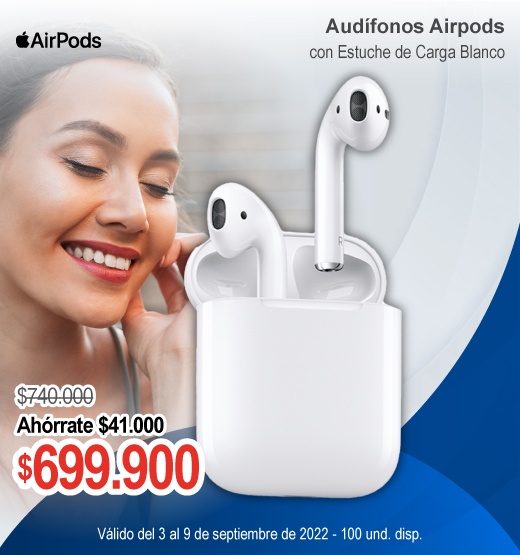 AirPods
Audífonos Airpods
con Estuche de Carga Blanco
$740.000
Ahórrate $41.000
$699.900
Válido del 3 al 9 de septiembre de 2022 - 100 und. disp.